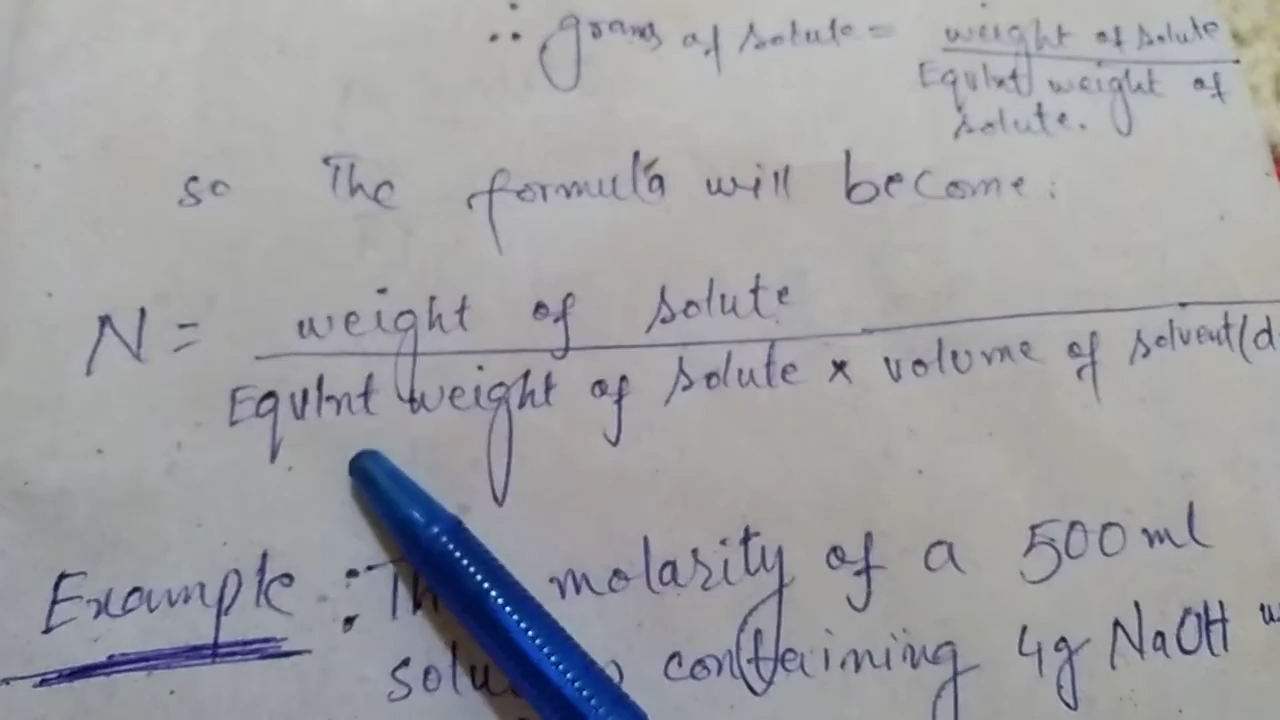 ∴ grams of solute = weight of solute
Equlnt weight of
solute.
so The formula will become:
N = weight of solute
Equlnt weight of solute × volume of solvent (d
Example : molarity of a 500 ml
containing 4g NaOH